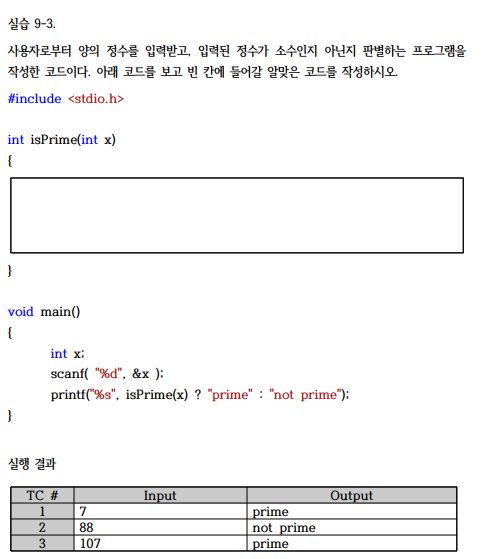 실습 9-3.
사용자로부터 양의 정수를 입력받고, 입력된 정수가 소수인지 아닌지 판별하는 프로그램을
작성한 코드이다. 아래 코드를 보고 빈 칸에 들어갈 알맞은 코드를 작성하시오.
#include <stdio.h>
int isPrime(int x)
{
}
void main()
{
int x;
scanf( "%d", &x );
printf("%s", isPrime(x) ? "prime" : "not prime");
}
실행 결과
TC # Input Output
1 7 prime
2 88 not prime
3 107 prime